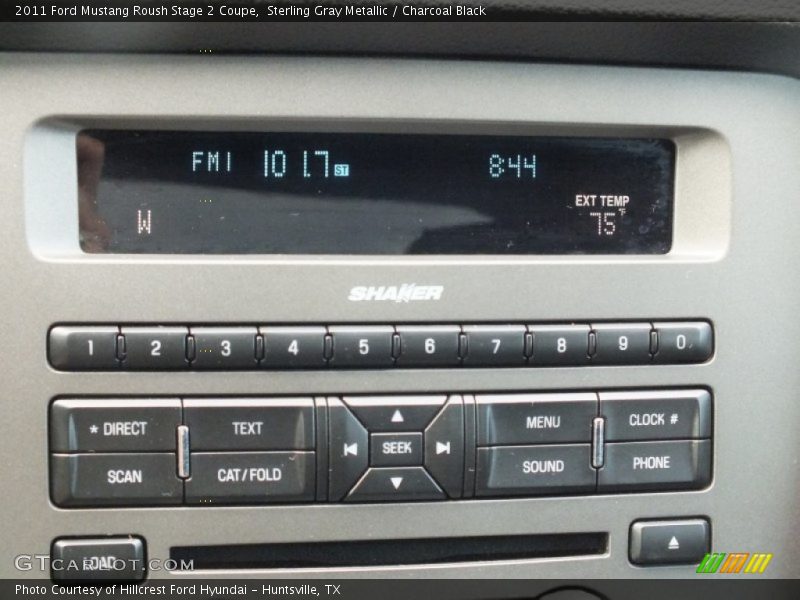 2011 Ford Mustang Roush Stage 2 Coupe,  Sterling Gray Metallic / Charcoal Black
FM1 101.7 ST 8:44
EXT TEMP
W 75°F
SHAKER
1 2 3 4 5 6 7 8 9 0
* DIRECT TEXT MENU CLOCK #
SEEK
SCAN CAT/FOLD SOUND PHONE
LOAD
GTCARLOT.COM
Photo Courtesy of Hillcrest Ford Hyundai – Huntsville, TX